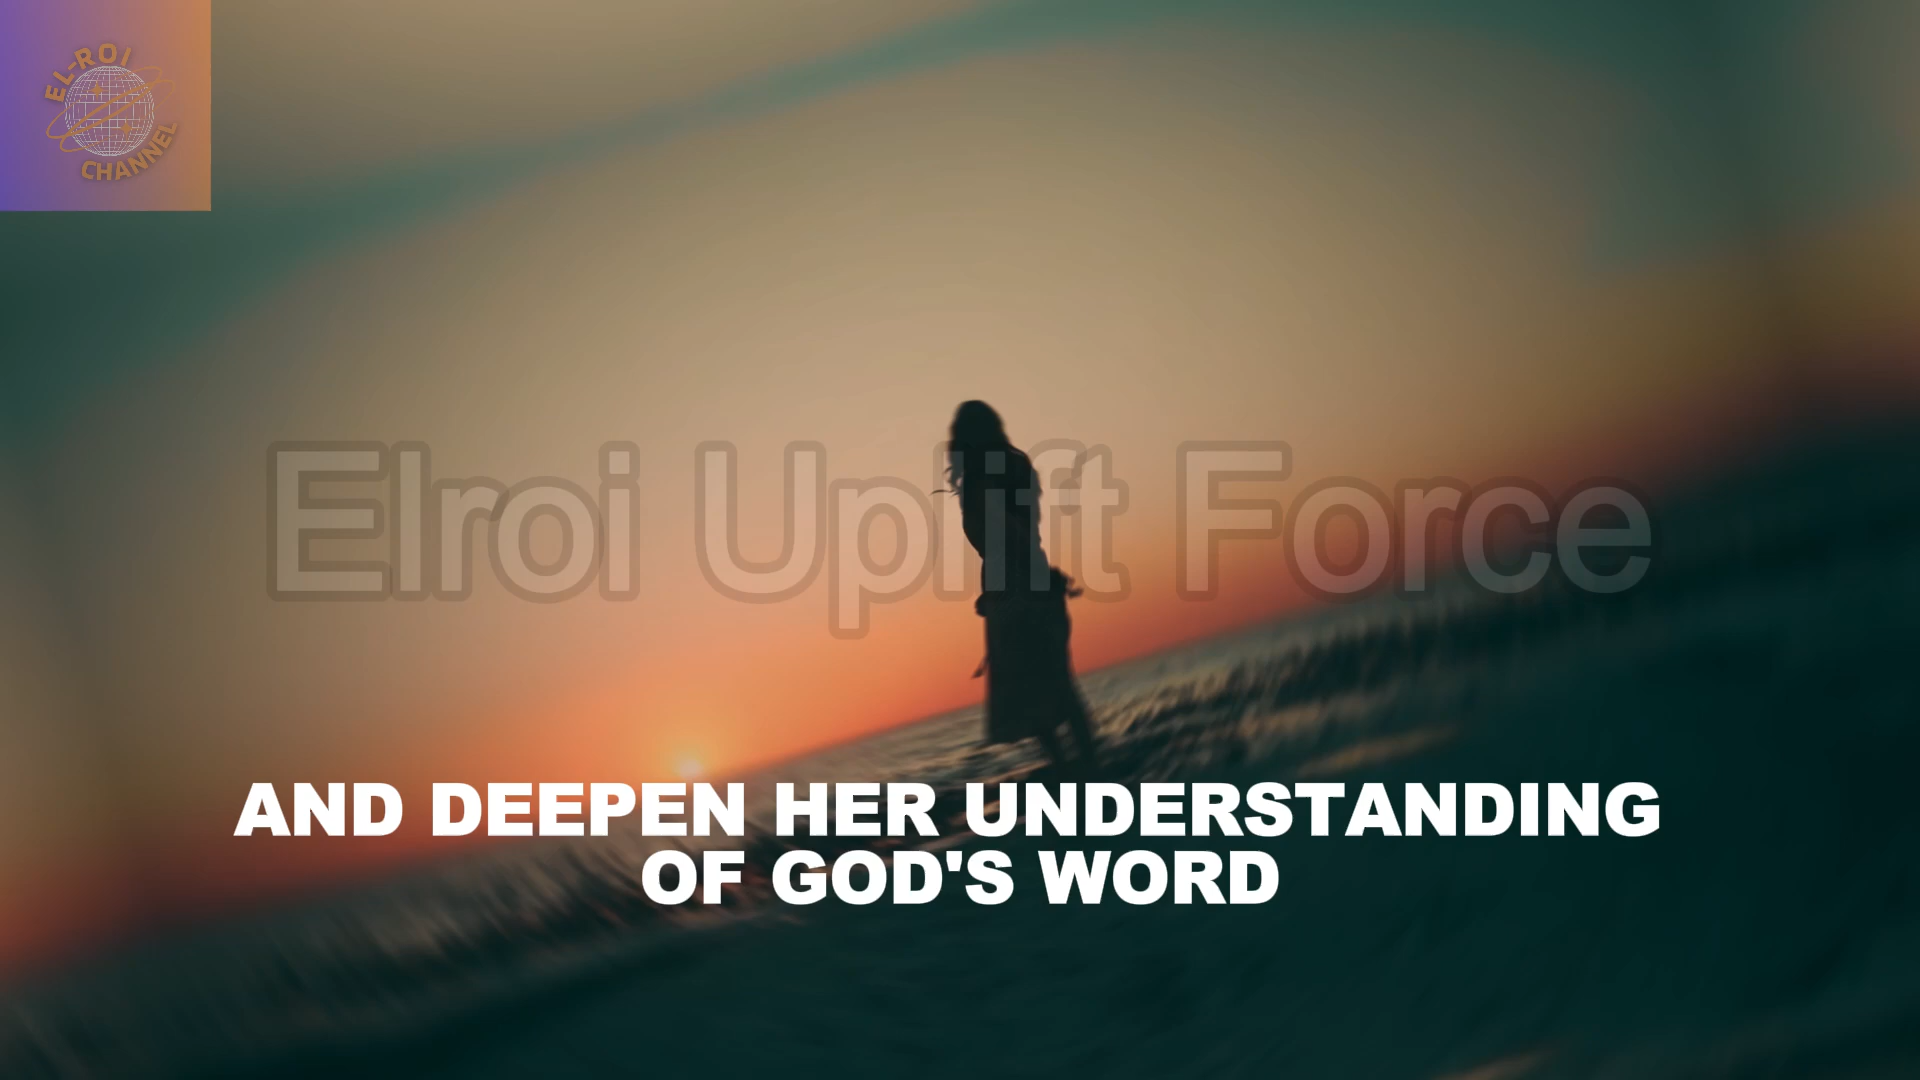 EL-ROI
CHANNEL
Elroi Uplift Force
AND DEEPEN HER UNDERSTANDING
OF GOD'S WORD